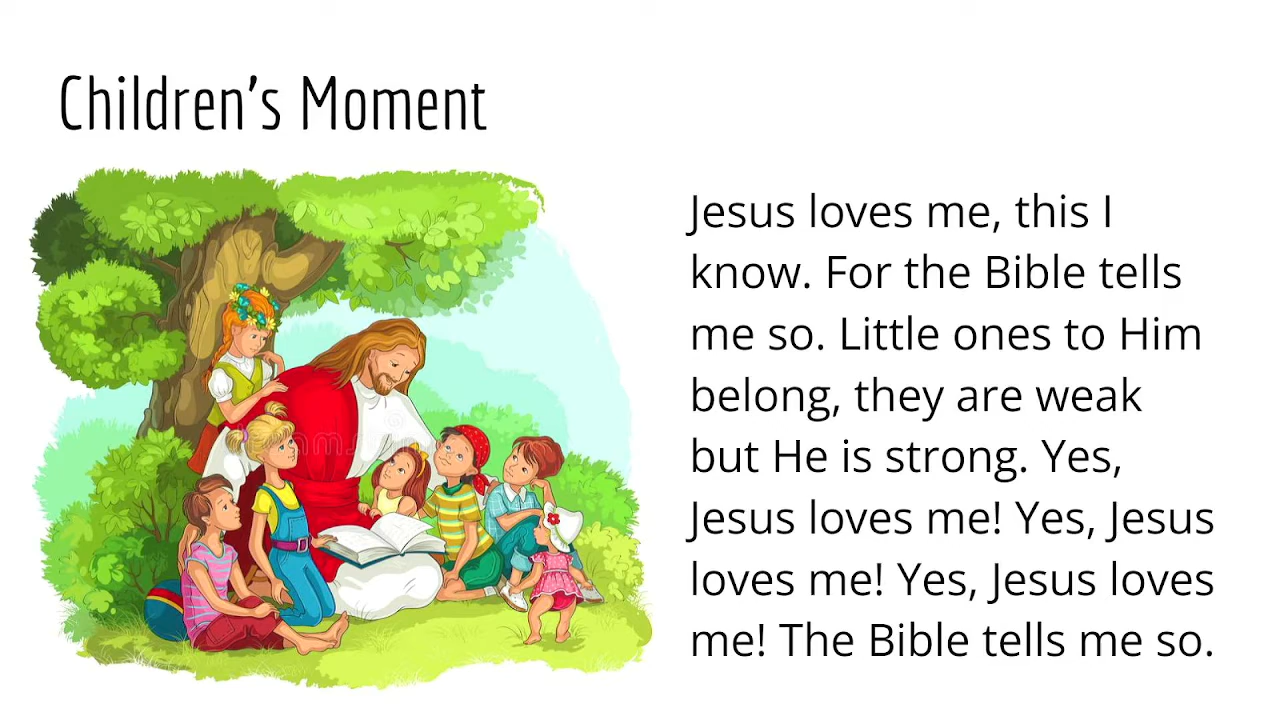 Children's Moment
Jesus loves me, this I
know. For the Bible tells
me so. Little ones to Him
belong, they are weak
but He is strong. Yes,
Jesus loves me! Yes, Jesus
loves me! Yes, Jesus loves
me! The Bible tells me so.